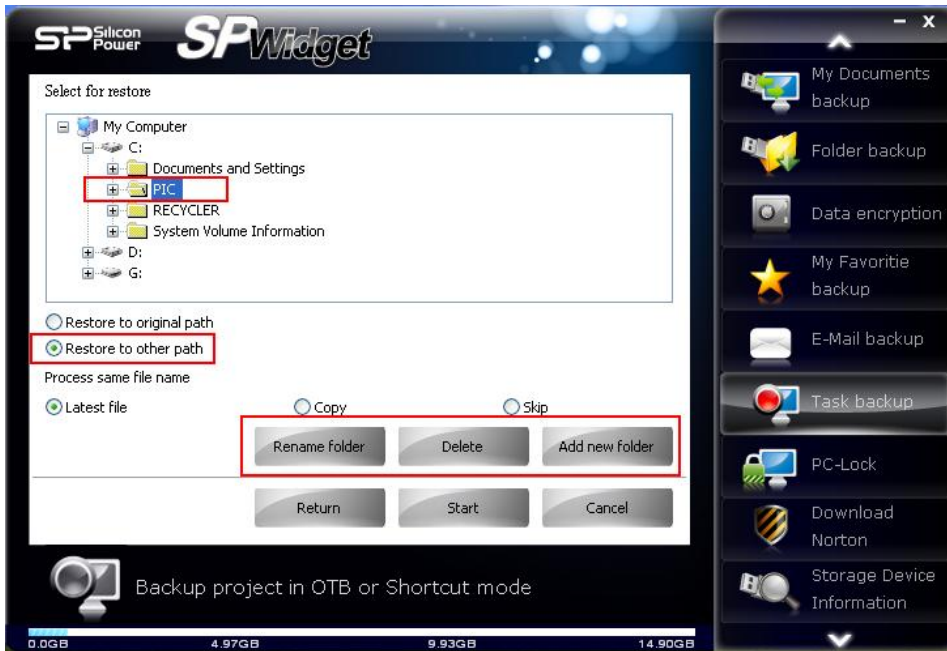 SP Silicon Power
SPWidget
- x
Select for restore
My Computer
C:
Documents and Settings
PIC
RECYCLER
System Volume Information
D:
G:
Restore to original path
Restore to other path
Process same file name
Latest file Copy Skip
Rename folder Delete Add new folder
Return Start Cancel
Backup project in OTB or Shortcut mode
0.0GB 4.97GB 9.93GB 14.90GB
My Documents
backup
Folder backup
Data encryption
My Favoritie
backup
E-Mail backup
Task backup
PC-Lock
Download
Norton
Storage Device
Information